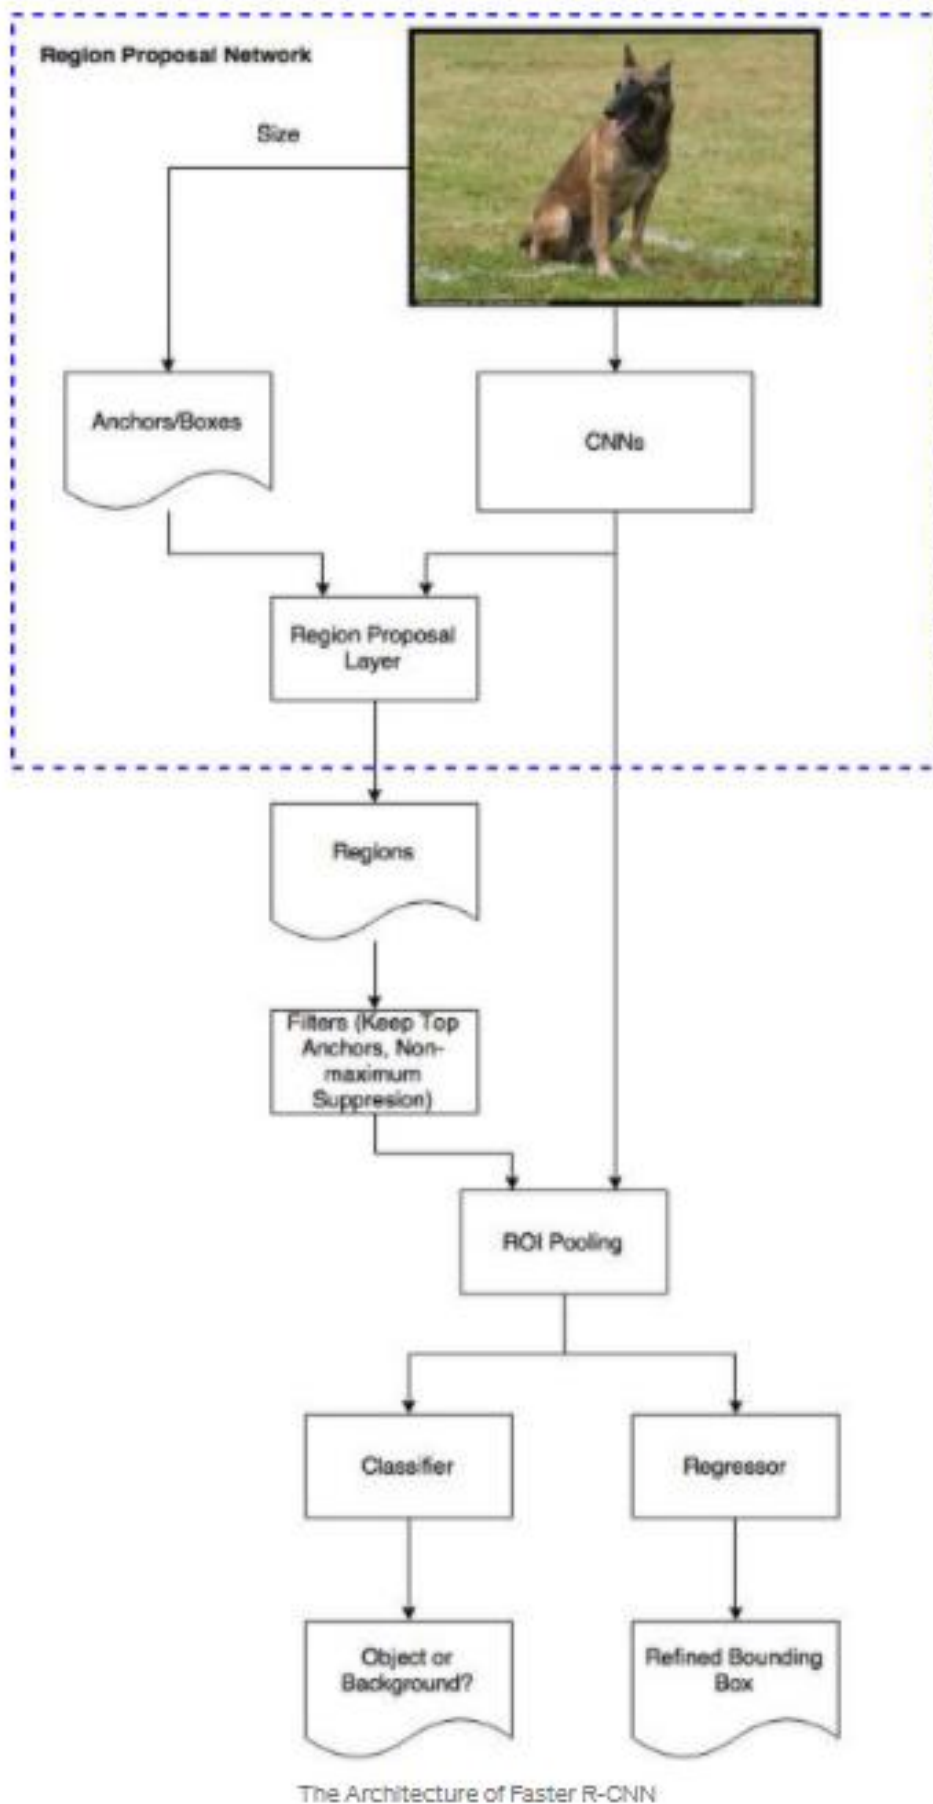 Region Proposal Network
Size
Anchors/Boxes
CNNs
Region Proposal
Layer
Regions
Filters (Keep Top
Anchors, Non-
maximum
Suppresion)
ROI Pooling
Classifier
Regressor
Object or
Background?
Refined Bounding
Box
The Architecture of Faster R-CNN